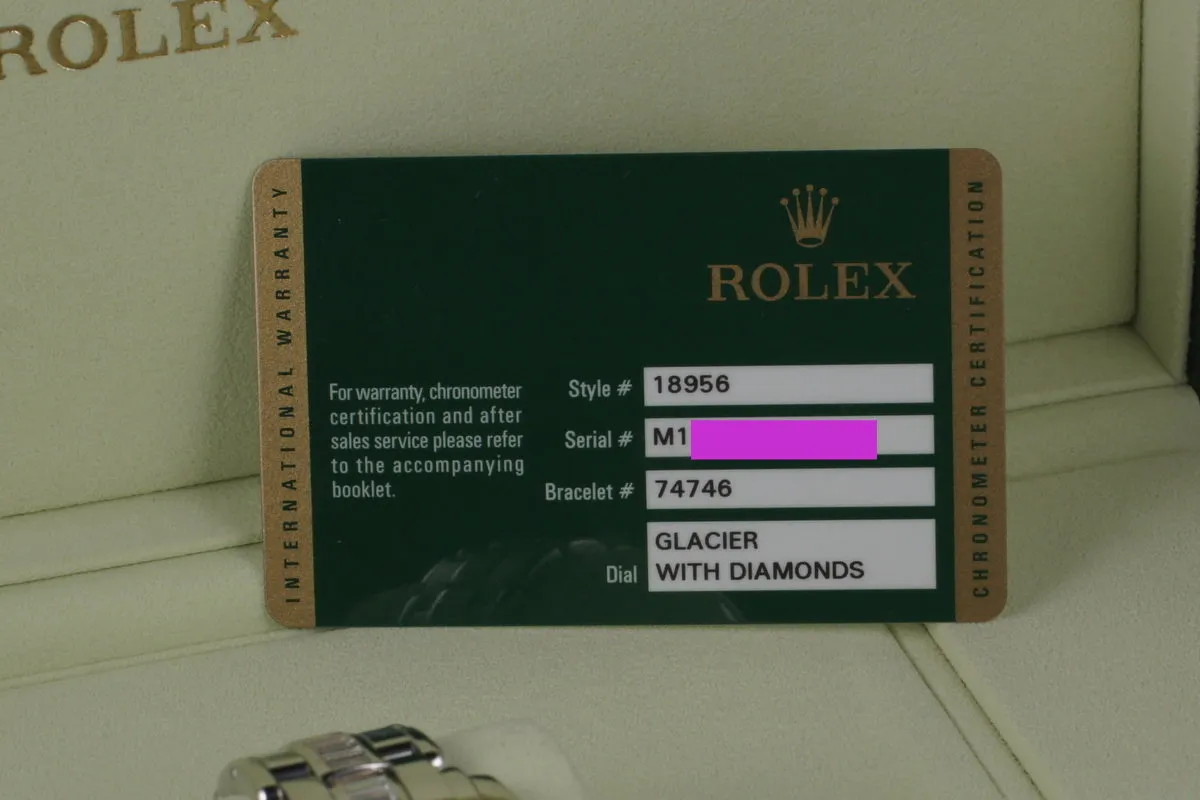 ROLEX
INTERNATIONAL WARRANTY
ROLEX
For warranty, chronometer
certification and after
sales service please refer
to the accompanying
booklet.
Style # 18956
Serial # M1
Bracelet # 74746
Dial GLACIER
WITH DIAMONDS
CHRONOMETER CERTIFICATION